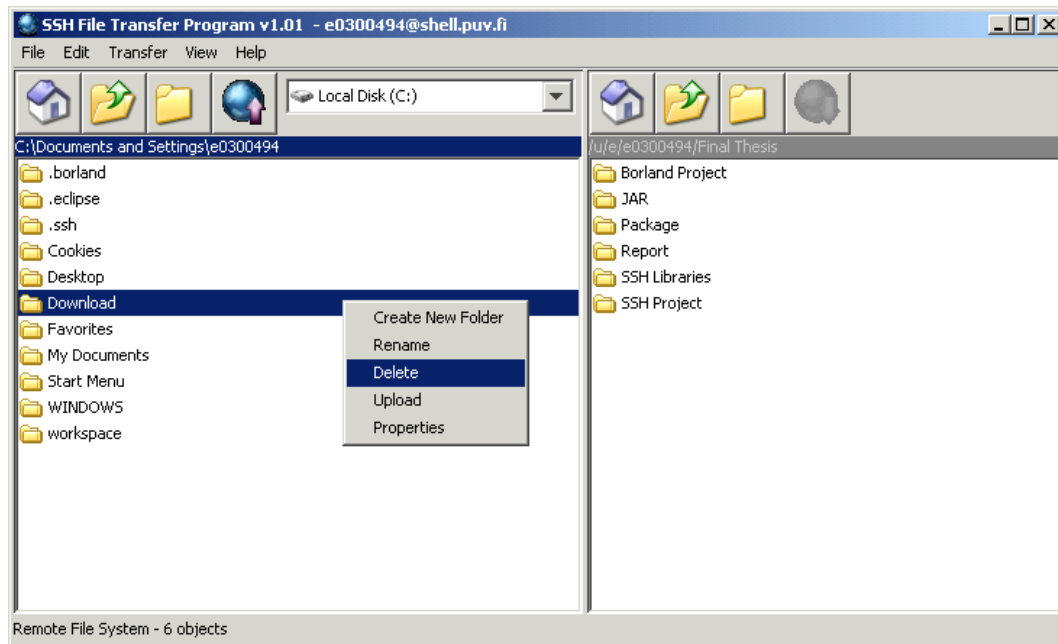 SSH File Transfer Program v1.01 - e0300494@shell.puv.fi
File Edit Transfer View Help
Local Disk (C:)
C:\Documents and Settings\e0300494
.borland
.eclipse
.ssh
Cookies
Desktop
Download
Favorites
My Documents
Start Menu
WINDOWS
workspace
Create New Folder
Rename
Delete
Upload
Properties
/u/e/e0300494/Final Thesis
Borland Project
JAR
Package
Report
SSH Libraries
SSH Project
Remote File System - 6 objects